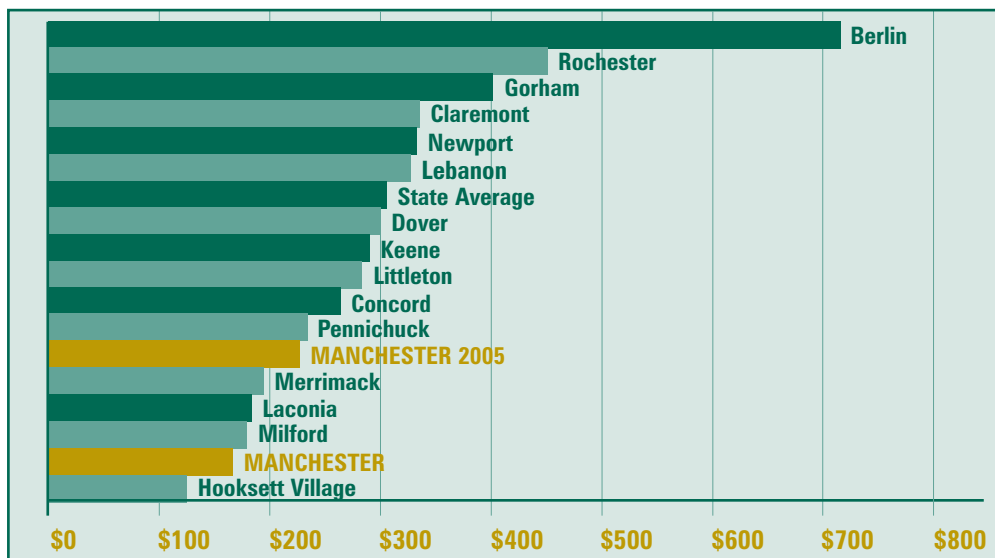 Berlin
Rochester
Gorham
Claremont
Newport
Lebanon
State Average
Dover
Keene
Littleton
Concord
Pennichuck
MANCHESTER 2005
Merrimack
Laconia
Milford
MANCHESTER
Hooksett Village
$0 $100 $200 $300 $400 $500 $600 $700 $800